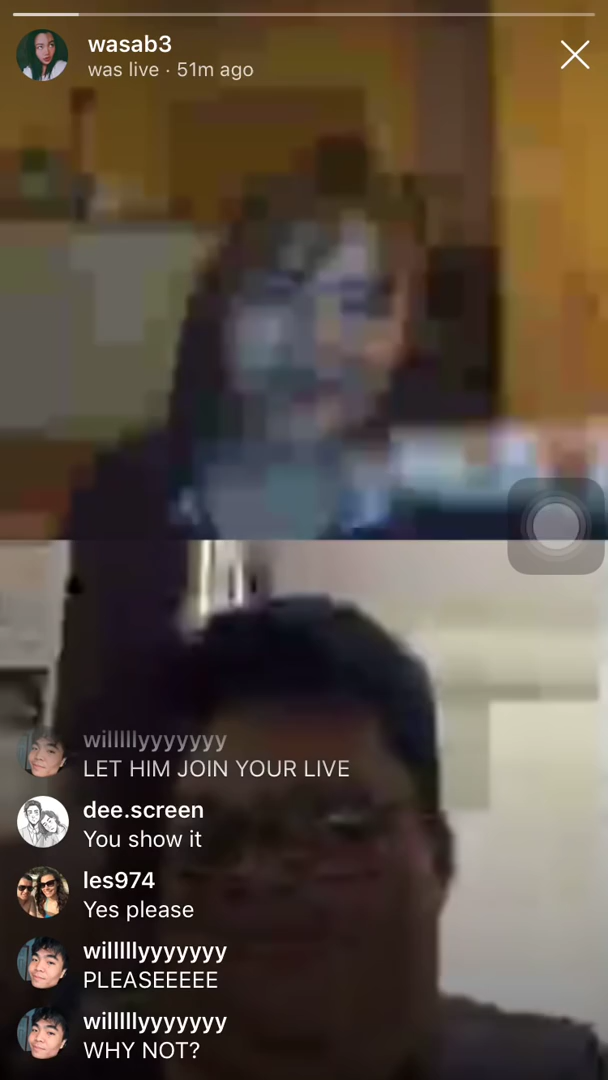 wasab3
was live · 51m ago
willlllyyyyyyy
LET HIM JOIN YOUR LIVE
dee.screen
You show it
les974
Yes please
willlllyyyyyyy
PLEASEEEEE
willlllyyyyyyy
WHY NOT?